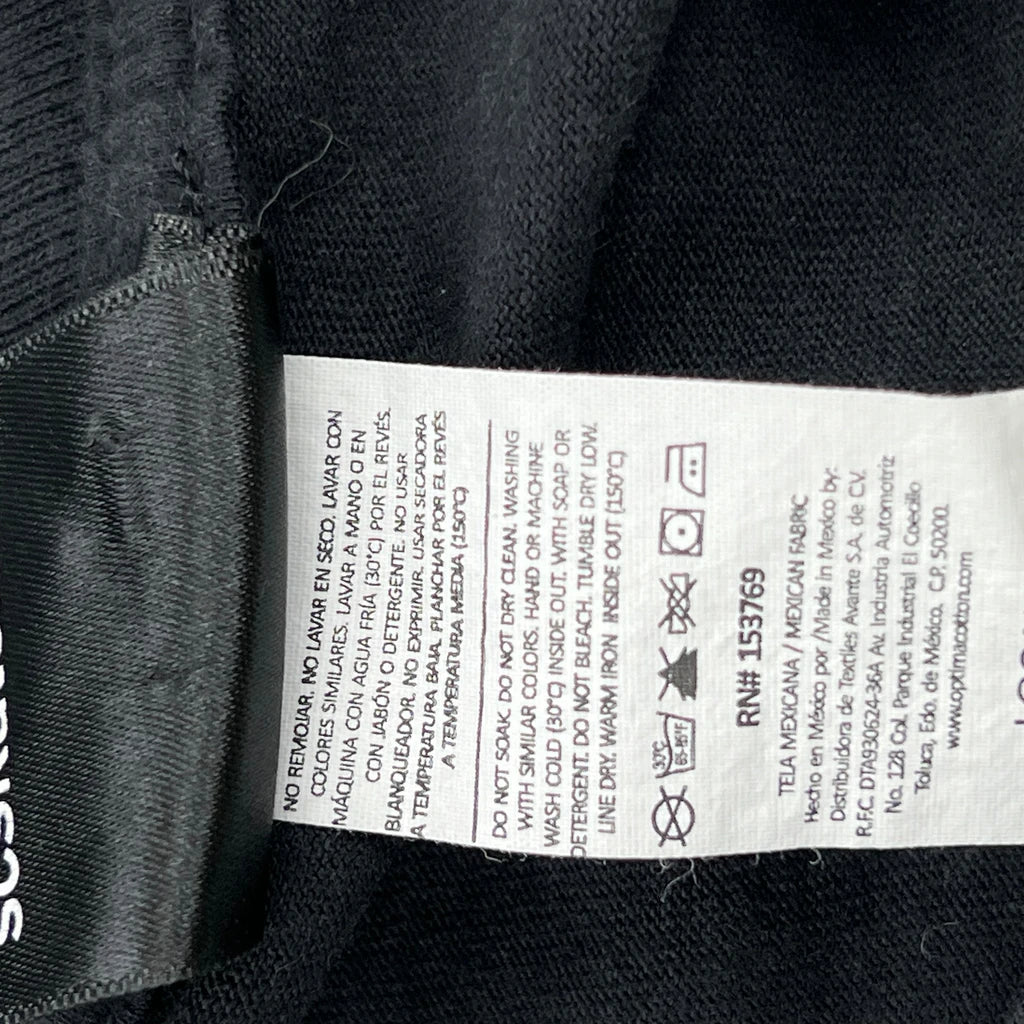 NO REMOJAR. NO LAVAR EN SECO. LAVAR CON
COLORES SIMILARES. LAVAR A MANO O EN
MÁQUINA CON AGUA FRÍA (30°C) POR EL REVÉS.
CON JABÓN O DETERGENTE. NO USAR
BLANQUEADOR. NO EXPRIMIR. USAR SECADORA
A TEMPERATURA BAJA. PLANCHAR POR EL REVÉS
A TEMPERATURA MEDIA (150°C)
DO NOT SOAK. DO NOT DRY CLEAN. WASHING
WITH SIMILAR COLORS. HAND OR MACHINE
WASH COLD (30°C) INSIDE OUT. WITH SOAP OR
DETERGENT. DO NOT BLEACH. TUMBLE DRY LOW.
LINE DRY. WARM IRON INSIDE OUT (150°C)
30°C
65-85°F
RN# 153769
TELA MEXICANA / MEXICAN FABRIC
Hecho en México por /Made in Mexico by:
Distribuidora de Textiles Avante S.A. de C.V.
R.F.C. DTA930624-36A Av. Industria Automotriz
No. 128 Col. Parque Industrial El Coecillo
Toluca, Edo. de México, C.P. 50200.
www.optimacotton.com